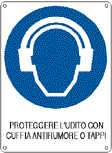 PROTEGGERE L'UDITO CON
CUFFIA ANTIRUMORE O TAPPI